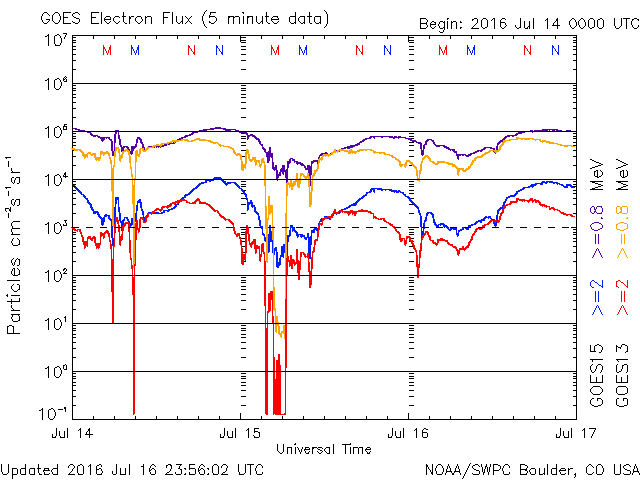 GOES Electron Flux (5 minute data)
Begin: 2016 Jul 14 0000 UTC
M M N N M M N N M M N N
10⁷
10⁶
10⁵
10⁴
10³
10²
10¹
10⁰
10⁻¹
Particles cm⁻²s⁻¹sr⁻¹
Jul 14 Jul 15 Jul 16 Jul 17
Universal Time
GOES15 >=2 >=0.8 MeV
GOES13 >=2 >=0.8 MeV
Updated 2016 Jul 16 23:56:02 UTC
NOAA/SWPC Boulder, CO USA